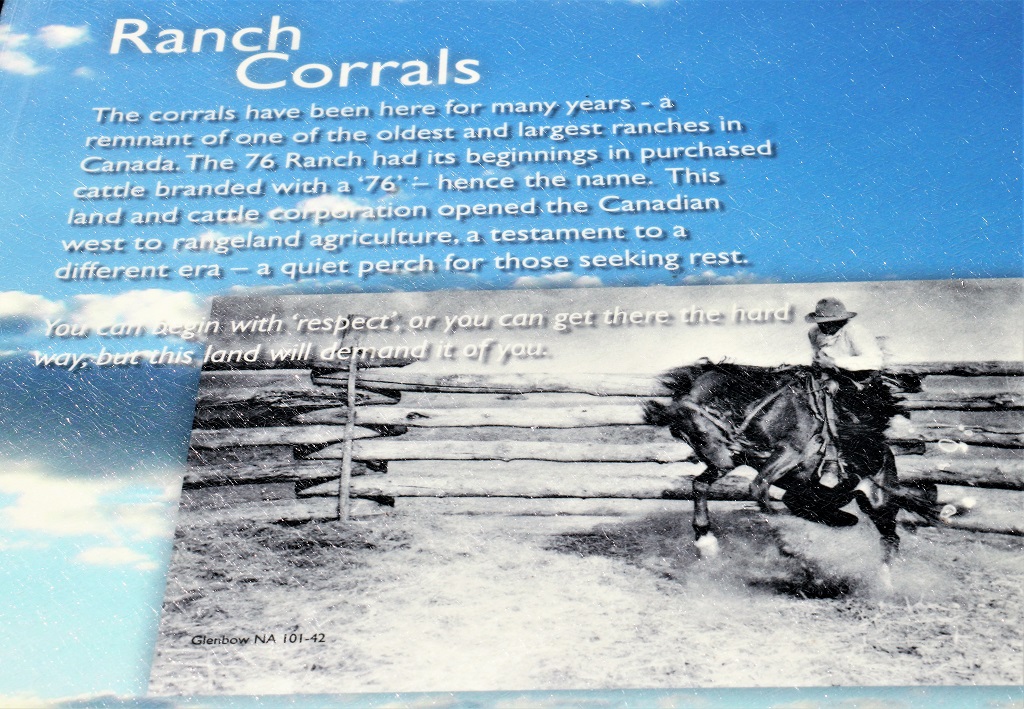 Ranch
Corrals
The corrals have been here for many years - a
remnant of one of the oldest and largest ranches in
Canada. The 76 Ranch had its beginnings in purchased
cattle branded with a '76' – hence the name. This
land and cattle corporation opened the Canadian
west to rangeland agriculture, a testament to a
different era – a quiet perch for those seeking rest.
You can begin with 'respect', or you can get there the hard
way, but this land will demand it of you.
Glenbow NA 101-42